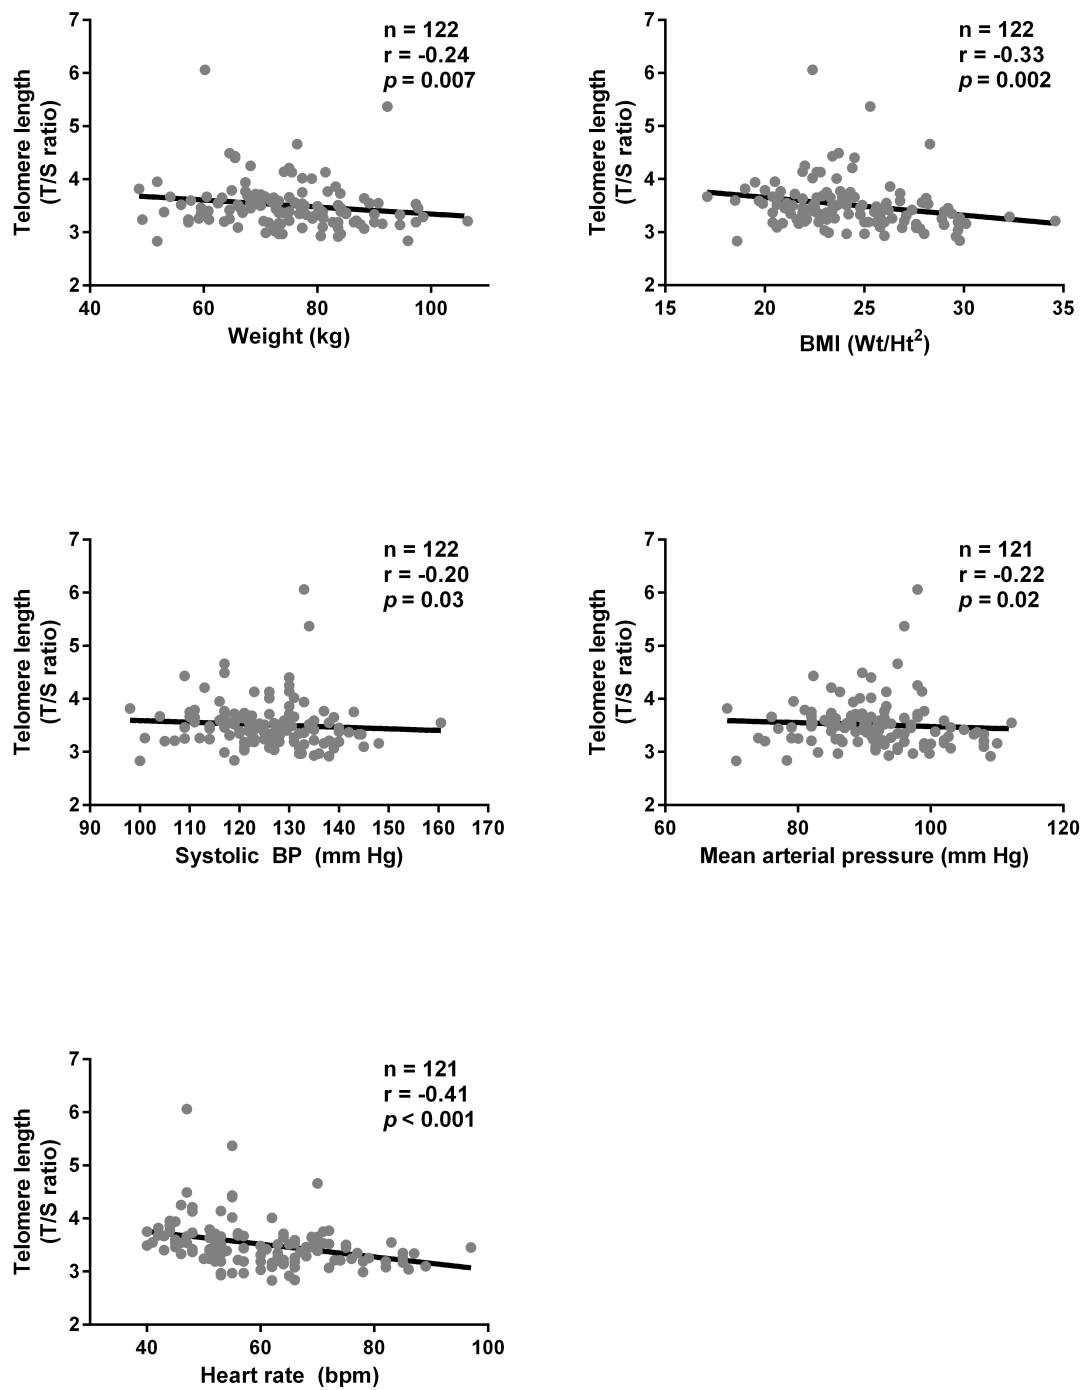 7
6
5
4
3
2
Telomere length
(T/S ratio)
n = 122
r = -0.24
p = 0.007
40 60 80 100
Weight (kg)
7
6
5
4
3
2
Telomere length
(T/S ratio)
n = 122
r = -0.33
p = 0.002
15 20 25 30 35
BMI (Wt/Ht²)
7
6
5
4
3
2
Telomere length
(T/S ratio)
n = 122
r = -0.20
p = 0.03
90 100 110 120 130 140 150 160 170
Systolic BP (mm Hg)
7
6
5
4
3
2
Telomere length
(T/S ratio)
n = 121
r = -0.22
p = 0.02
60 80 100 120
Mean arterial pressure (mm Hg)
7
6
5
4
3
2
Telomere length
(T/S ratio)
n = 121
r = -0.41
p < 0.001
40 60 80 100
Heart rate (bpm)